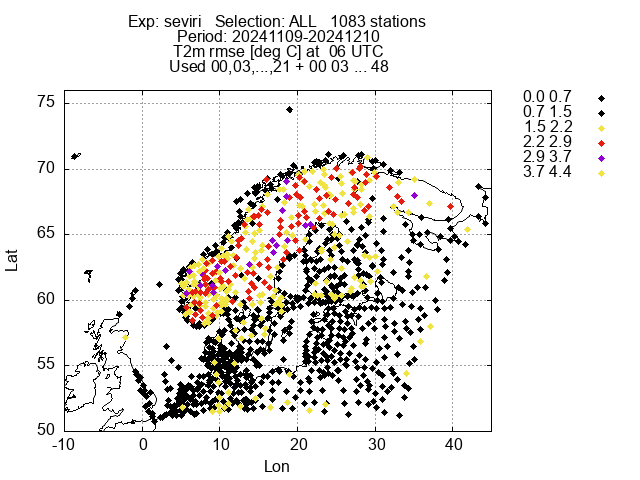 Exp: seviri   Selection: ALL   1083 stations
Period: 20241109-20241210
T2m rmse [deg C] at  06 UTC
Used 00,03,...,21 + 00 03 ... 48
0.0 0.7
0.7 1.5
1.5 2.2
2.2 2.9
2.9 3.7
3.7 4.4
75
70
65
60
55
50
Lat
-10 0 10 20 30 40
Lon